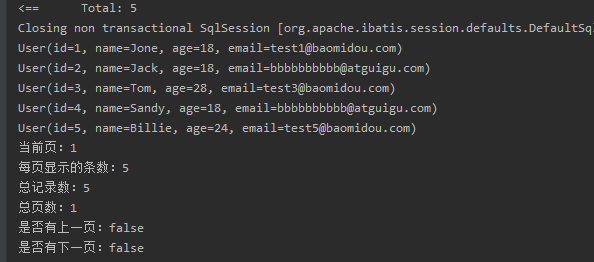 <==      Total: 5
Closing non transactional SqlSession [org.apache.ibatis.session.defaults.DefaultSql
User(id=1, name=Jone, age=18, email=test1@baomidou.com)
User(id=2, name=Jack, age=18, email=bbbbbbbbbb@atguigu.com)
User(id=3, name=Tom, age=28, email=test3@baomidou.com)
User(id=4, name=Sandy, age=18, email=bbbbbbbbbb@atguigu.com)
User(id=5, name=Billie, age=24, email=test5@baomidou.com)
当前页：1
每页显示的条数：5
总记录数：5
总页数：1
是否有上一页：false
是否有下一页：false